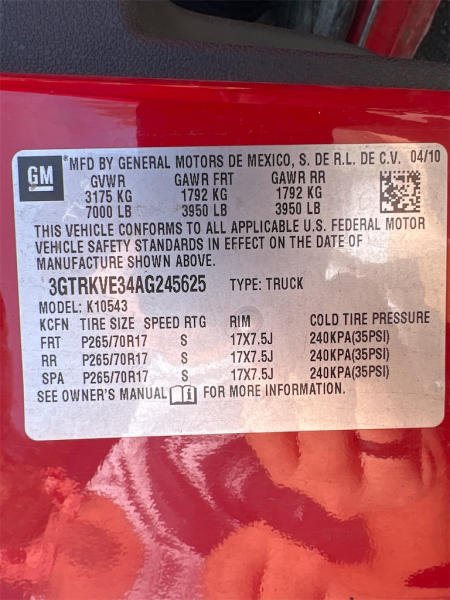 GM
*MFD BY GENERAL MOTORS DE MEXICO, S. DE R.L. DE C.V. 04/10
GVWR GAWR FRT GAWR RR
3175 KG 1792 KG 1792 KG
7000 LB 3950 LB 3950 LB
THIS VEHICLE CONFORMS TO ALL APPLICABLE U.S. FEDERAL MOTOR
VEHICLE SAFETY STANDARDS IN EFFECT ON THE DATE OF
MANUFACTURE SHOWN ABOVE.
3GTRKVE34AG245625 TYPE: TRUCK
MODEL: K10543
KCFN TIRE SIZE SPEED RTG RIM COLD TIRE PRESSURE
FRT P265/70R17 S 17X7.5J 240KPA(35PSI)
RR P265/70R17 S 17X7.5J 240KPA(35PSI)
SPA P265/70R17 S 17X7.5J 240KPA(35PSI)
SEE OWNER'S MANUAL FOR MORE INFORMATION.